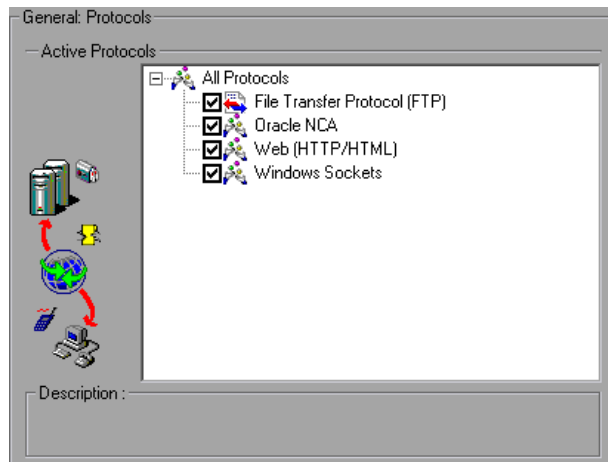 General: Protocols
Active Protocols
All Protocols
File Transfer Protocol (FTP)
Oracle NCA
Web (HTTP/HTML)
Windows Sockets
Description :